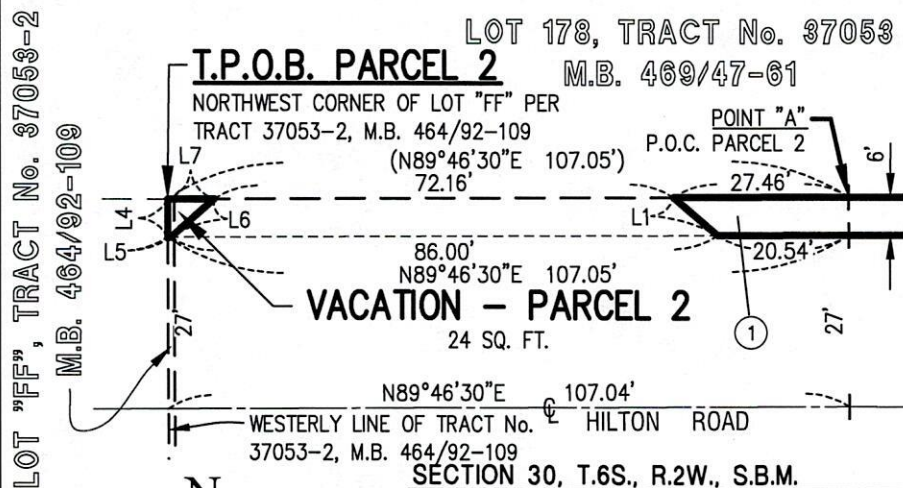 LOT "FF", TRACT No. 37053-2
M.B. 464/92-109
LOT 178, TRACT No. 37053
M.B. 469/47-61
T.P.O.B. PARCEL 2
NORTHWEST CORNER OF LOT "FF" PER
TRACT 37053-2, M.B. 464/92-109
POINT "A"
P.O.C. PARCEL 2
6'
L7
(N89°46'30"E 107.05')
72.16'
27.46'
L4
L6
L1
L5
86.00'
20.54'
N89°46'30"E 107.05'
VACATION - PARCEL 2
24 SQ. FT.
1
27'
27'
N89°46'30"E 107.04'
WESTERLY LINE OF TRACT No.
37053-2, M.B. 464/92-109
℄ HILTON ROAD
SECTION 30, T.6S., R.2W., S.B.M.
N